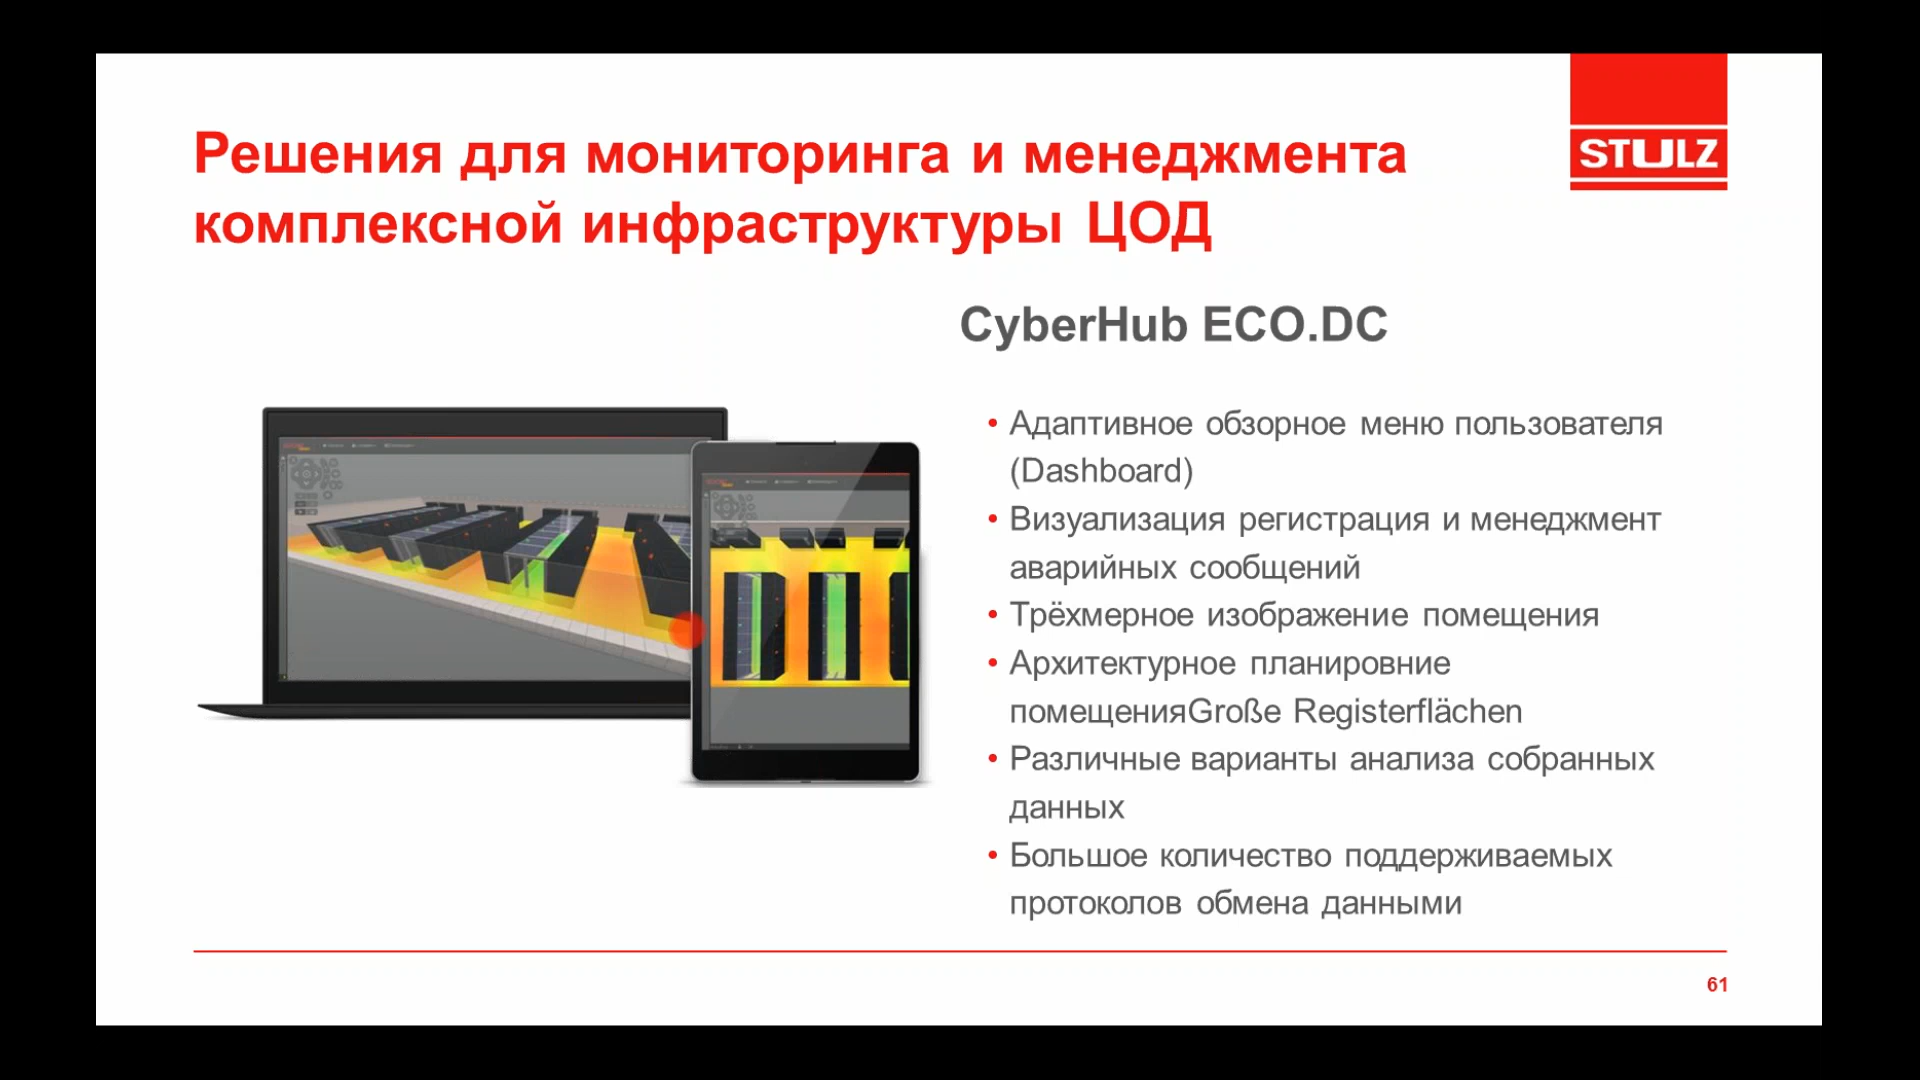 STULZ
Решения для мониторинга и менеджмента
комплексной инфраструктуры ЦОД
CyberHub ECO.DC
• Адаптивное обзорное меню пользователя
(Dashboard)
• Визуализация регистрация и менеджмент
аварийных сообщений
• Трёхмерное изображение помещения
• Архитектурное планировние
помещенияGroße Registerflächen
• Различные варианты анализа собранных
данных
• Большое количество поддерживаемых
протоколов обмена данными
61